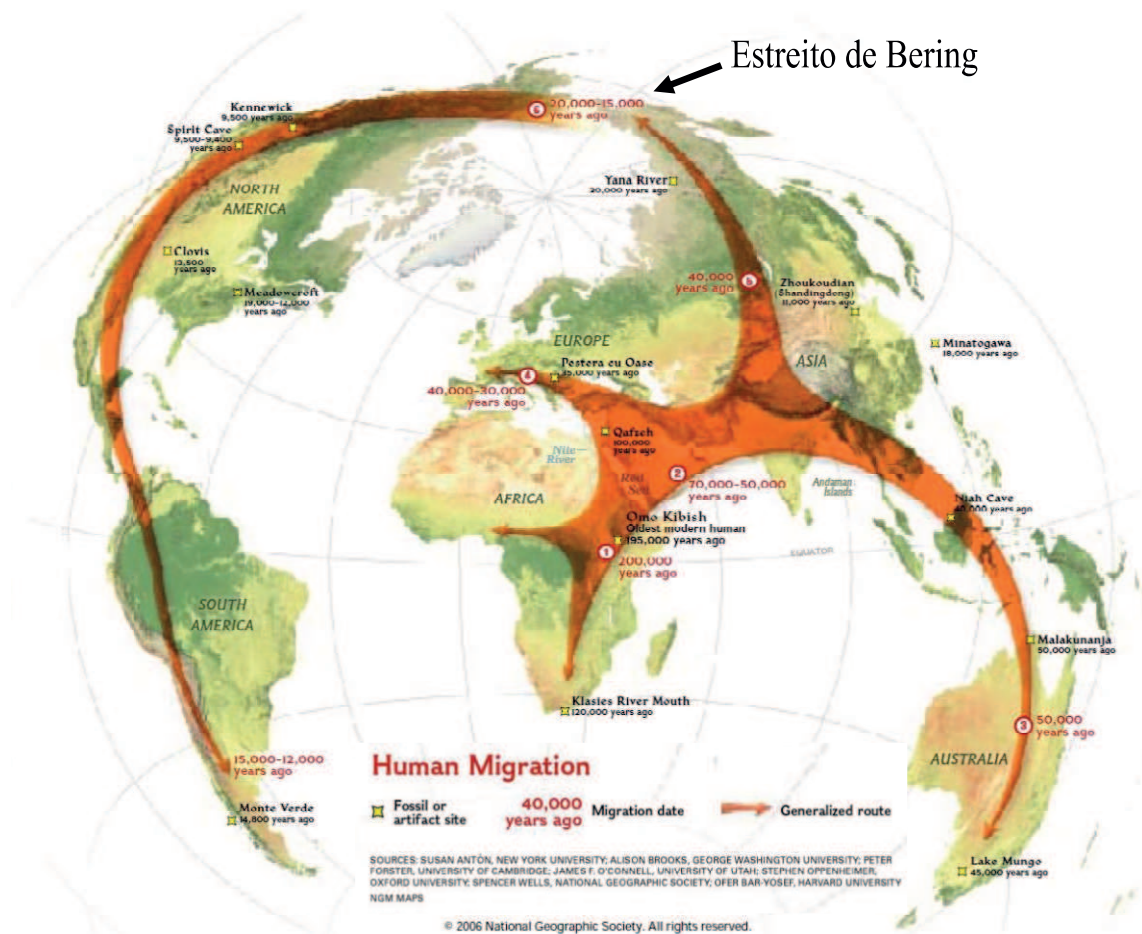 Estreito de Bering
Kennewick
9,500 years ago
Spirit Cave
9,500-9,400
years ago
6
20,000–15,000
years ago
NORTH
AMERICA
Yana River
20,000 years ago
Clovis
13,500
years ago
Meadowcroft
19,000-12,000
years ago
40,000
years ago
5
Zhoukoudian
(Shandingdong)
11,000 years ago
EUROPE
Minatogawa
18,000 years ago
ASIA
Pestera cu Oase
35,000 years ago
4
40,000–30,000
years ago
Qafzeh
100,000
years ago
Nile
River
Red
Sea
2
70,000–50,000
years ago
Andaman
Islands
AFRICA
Niah Cave
40,000 years ago
Omo Kibish
Oldest modern human
195,000 years ago
1
200,000
years ago
EQUATOR
SOUTH
AMERICA
Malakunanja
50,000 years ago
Klasies River Mouth
120,000 years ago
3
50,000
years ago
AUSTRALIA
15,000–12,000
years ago
Monte Verde
14,800 years ago
Human Migration
Fossil or
artifact site
40,000
years ago
Migration date
Generalized route
Lake Mungo
45,000 years ago
SOURCES: SUSAN ANTÓN, NEW YORK UNIVERSITY; ALISON BROOKS, GEORGE WASHINGTON UNIVERSITY; PETER
FORSTER, UNIVERSITY OF CAMBRIDGE; JAMES F. O'CONNELL, UNIVERSITY OF UTAH; STEPHEN OPPENHEIMER,
OXFORD UNIVERSITY; SPENCER WELLS, NATIONAL GEOGRAPHIC SOCIETY; OFER BAR-YOSEF, HARVARD UNIVERSITY
NGM MAPS
© 2006 National Geographic Society. All rights reserved.